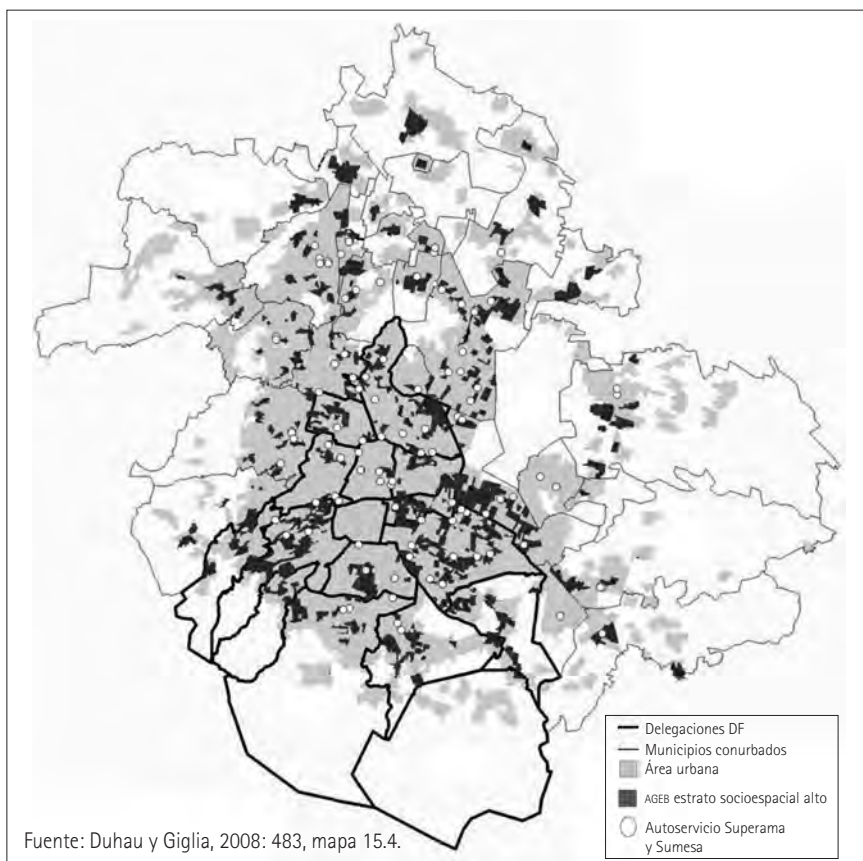 Delegaciones DF
Municipios conurbados
Área urbana
AGEB estrato socioespacial alto
Autoservicio Superama
y Sumesa
Fuente: Duhau y Giglia, 2008: 483, mapa 15.4.